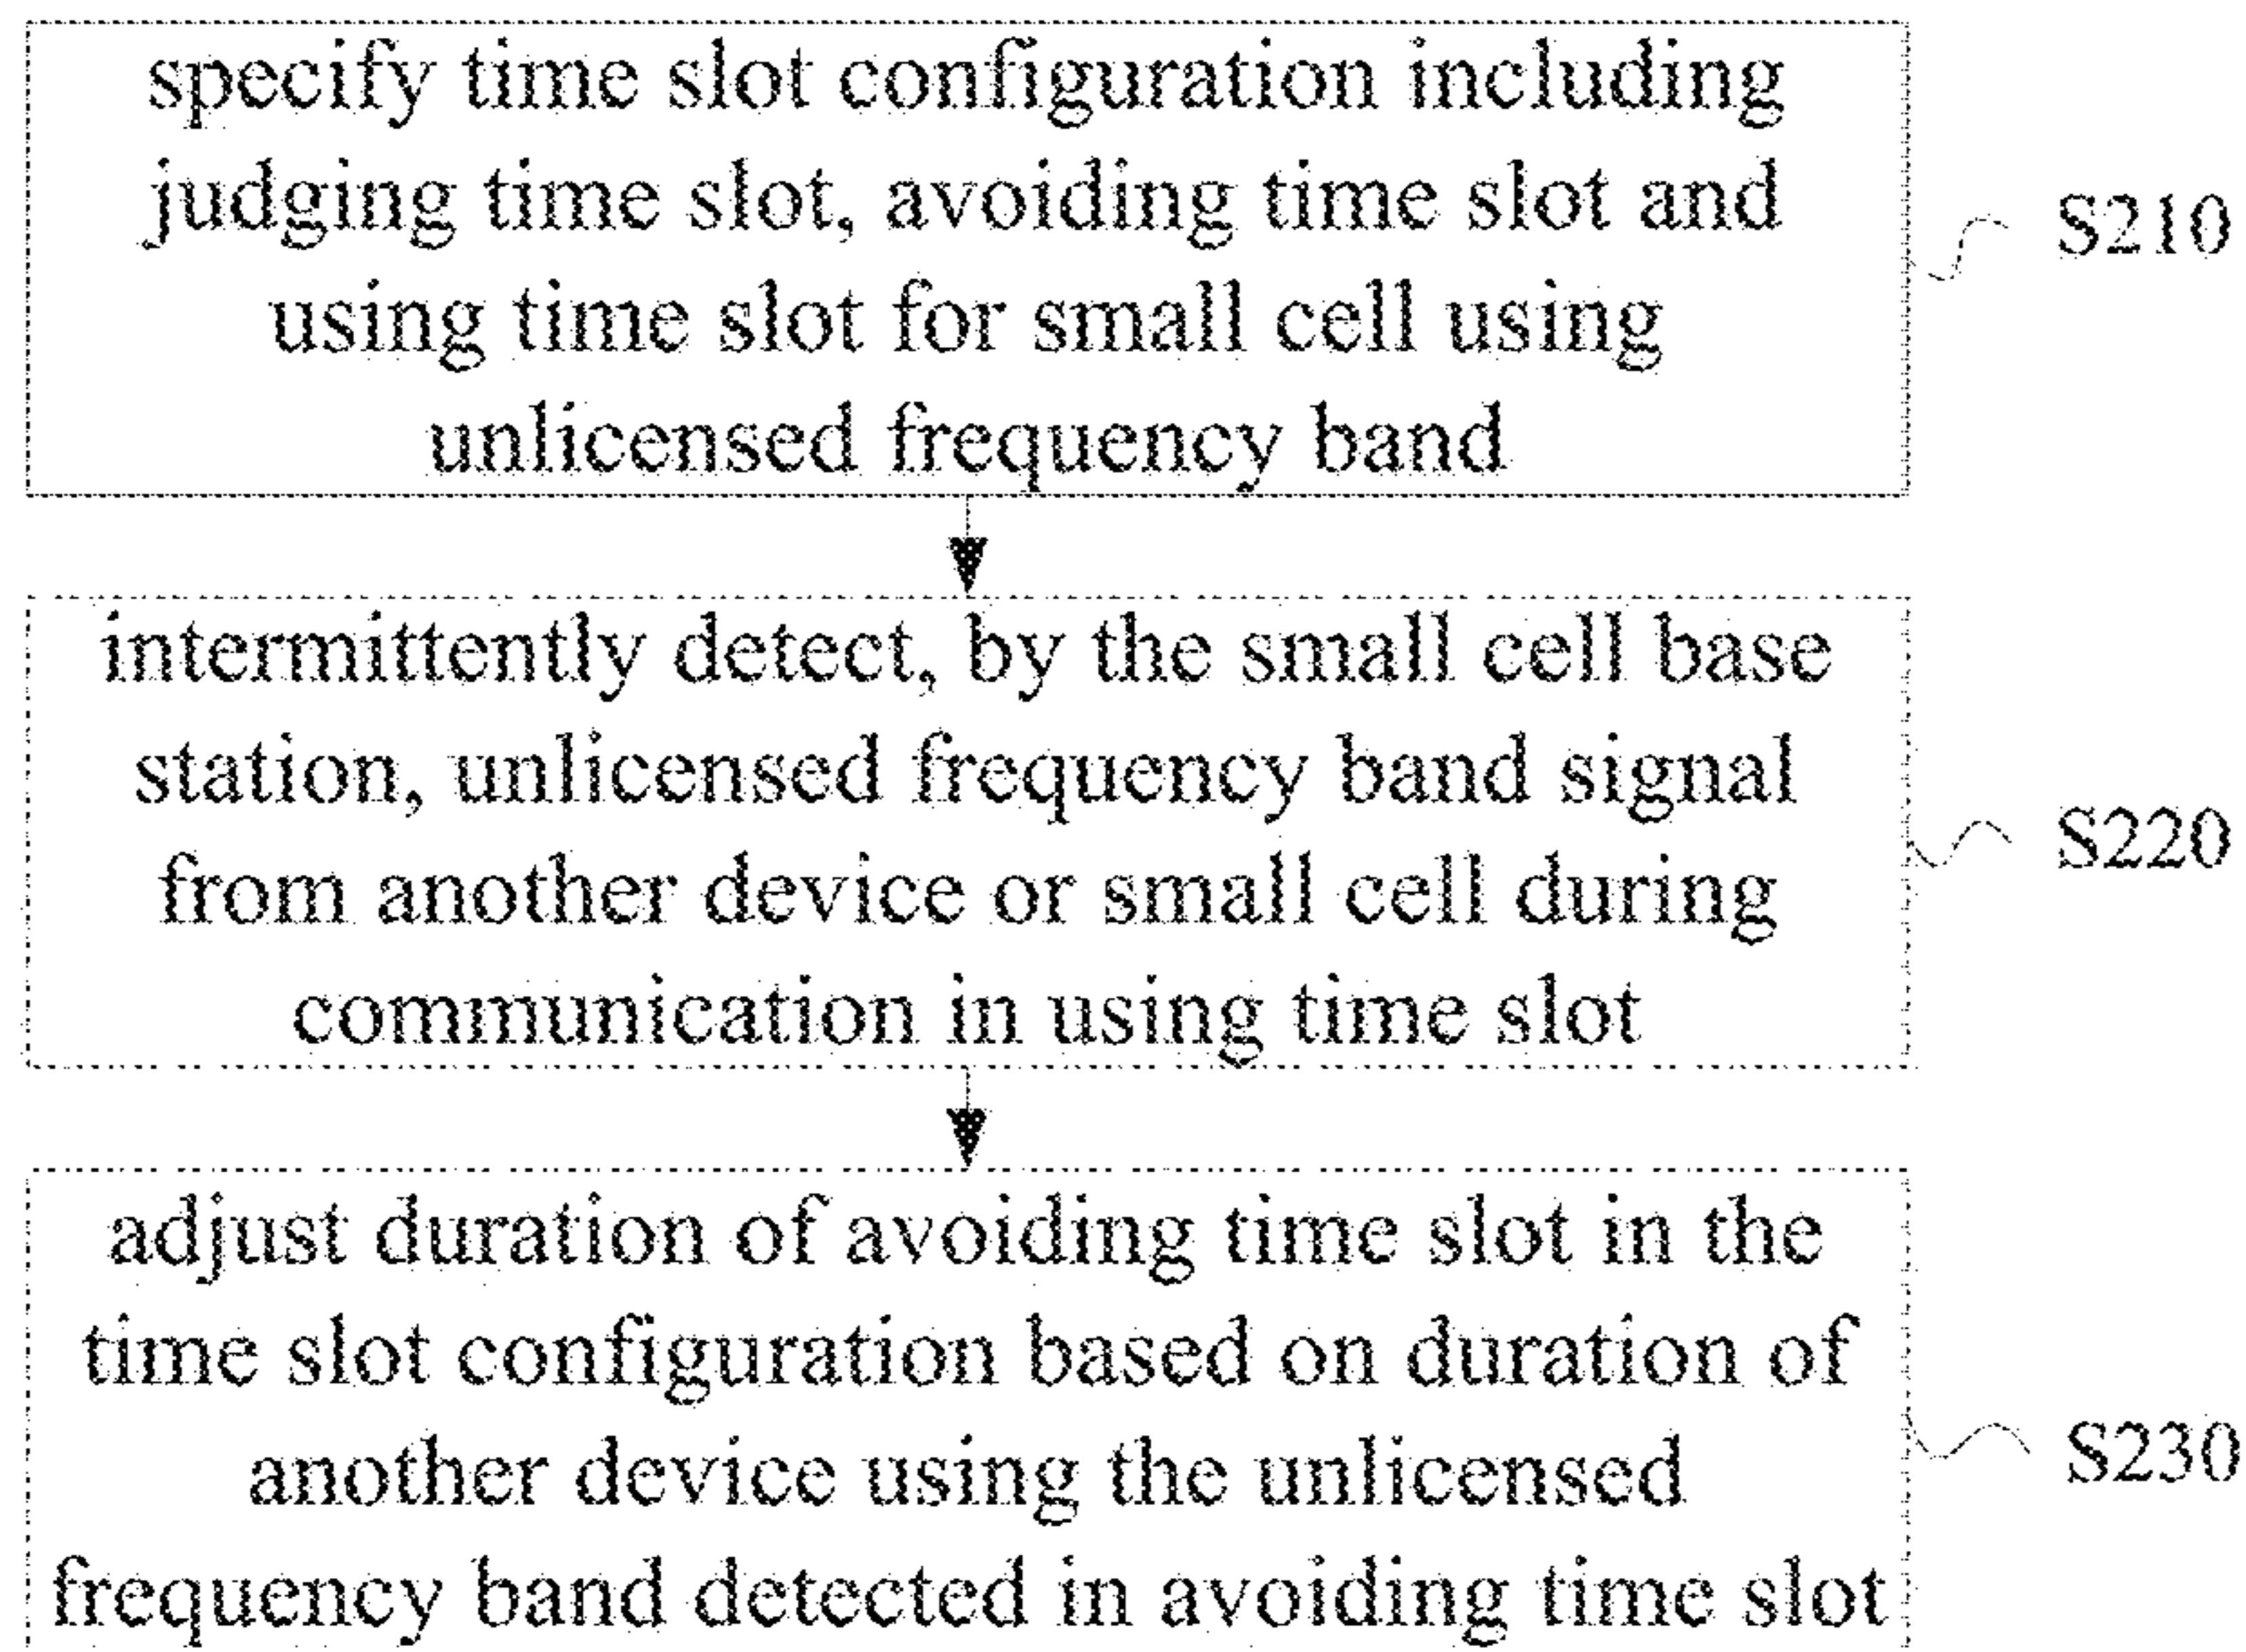 specify time slot configuration including
judging time slot, avoiding time slot and
using time slot for small cell using
unlicensed frequency band
S210
intermittently detect, by the small cell base
station, unlicensed frequency band signal
from another device or small cell during
communication in using time slot
S220
adjust duration of avoiding time slot in the
time slot configuration based on duration of
another device using the unlicensed
frequency band detected in avoiding time slot
S230